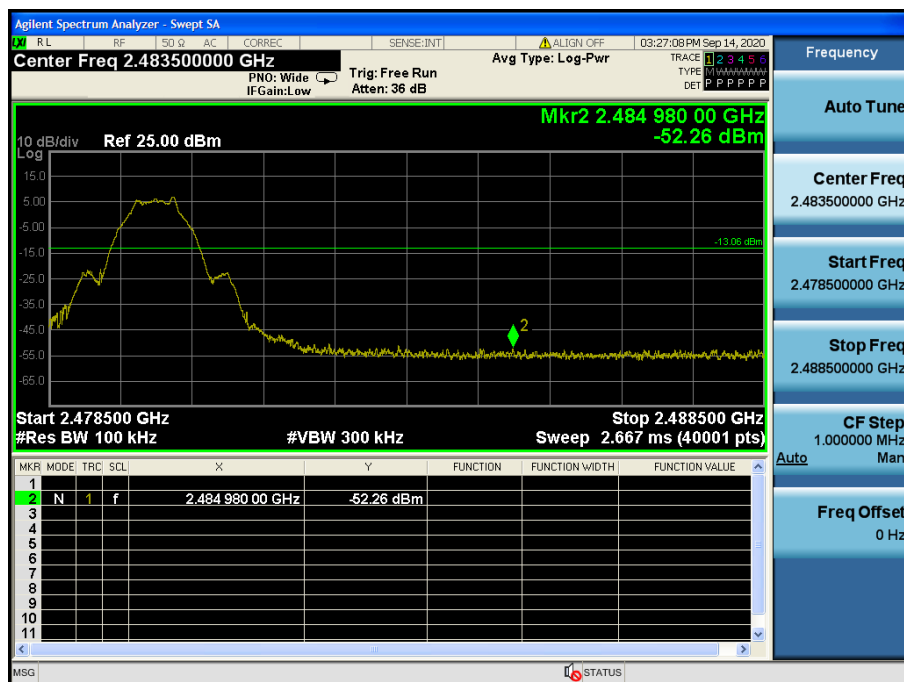 Agilent Spectrum Analyzer - Swept SA
LXI RL RF 50 Ω AC CORREC SENSE:INT ALIGN OFF 03:27:08 PM Sep 14, 2020
Center Freq 2.483500000 GHz
PNO: Wide
IFGain:Low
Trig: Free Run
Atten: 36 dB
Avg Type: Log-Pwr
TRACE 1 2 3 4 5 6
TYPE M WWWWW
DET P P P P P P
Mkr2 2.484 980 00 GHz
-52.26 dBm
10 dB/div Ref 25.00 dBm
Log
15.0
5.00
-5.00
-13.06 dBm
-15.0
-25.0
-35.0
-45.0
2
-55.0
-65.0
Start 2.478500 GHz Stop 2.488500 GHz
#Res BW 100 kHz #VBW 300 kHz Sweep 2.667 ms (40001 pts)
MKR MODE TRC SCL X Y FUNCTION FUNCTION WIDTH FUNCTION VALUE
1
2 N 1 f 2.484 980 00 GHz -52.26 dBm
3
4
5
6
7
8
9
10
11
MSG STATUS
Frequency
Auto Tune
Center Freq
2.483500000 GHz
Start Freq
2.478500000 GHz
Stop Freq
2.488500000 GHz
CF Step
1.000000 MHz
Auto Man
Freq Offset
0 Hz